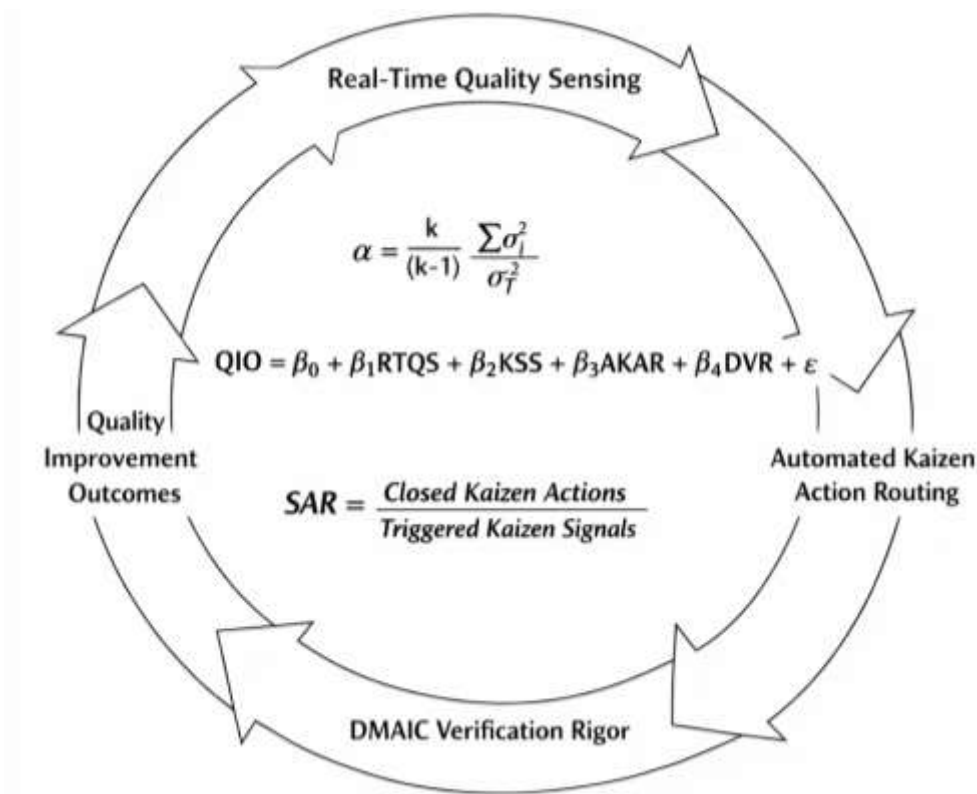 Real-Time Quality Sensing
α = k/(k-1) ∑σ_i^2/σ_T^2
QIO = β₀ + β₁RTQS + β₂KSS + β₃AKAR + β₄DVR + ε
Quality
Improvement
Outcomes
Automated Kaizen
Action Routing
SAR = Closed Kaizen Actions / Triggered Kaizen Signals
DMAIC Verification Rigor